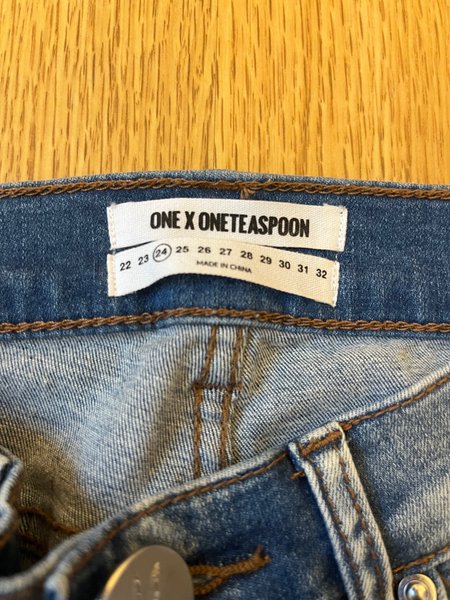 ONE X ONETEASPOON
22 23 24 25 26 27 28 29 30 31 32
MADE IN CHINA